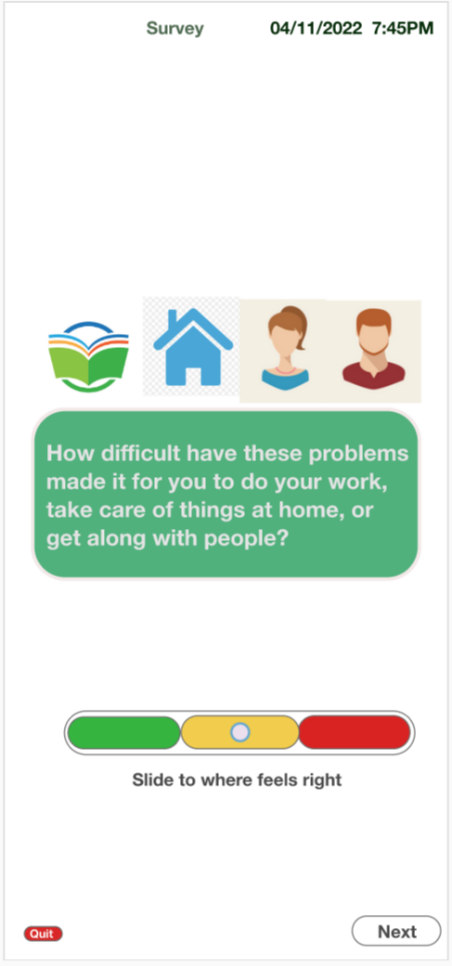 Survey 04/11/2022 7:45PM
How difficult have these problems
made it for you to do your work,
take care of things at home, or
get along with people?
Slide to where feels right
Quit
Next